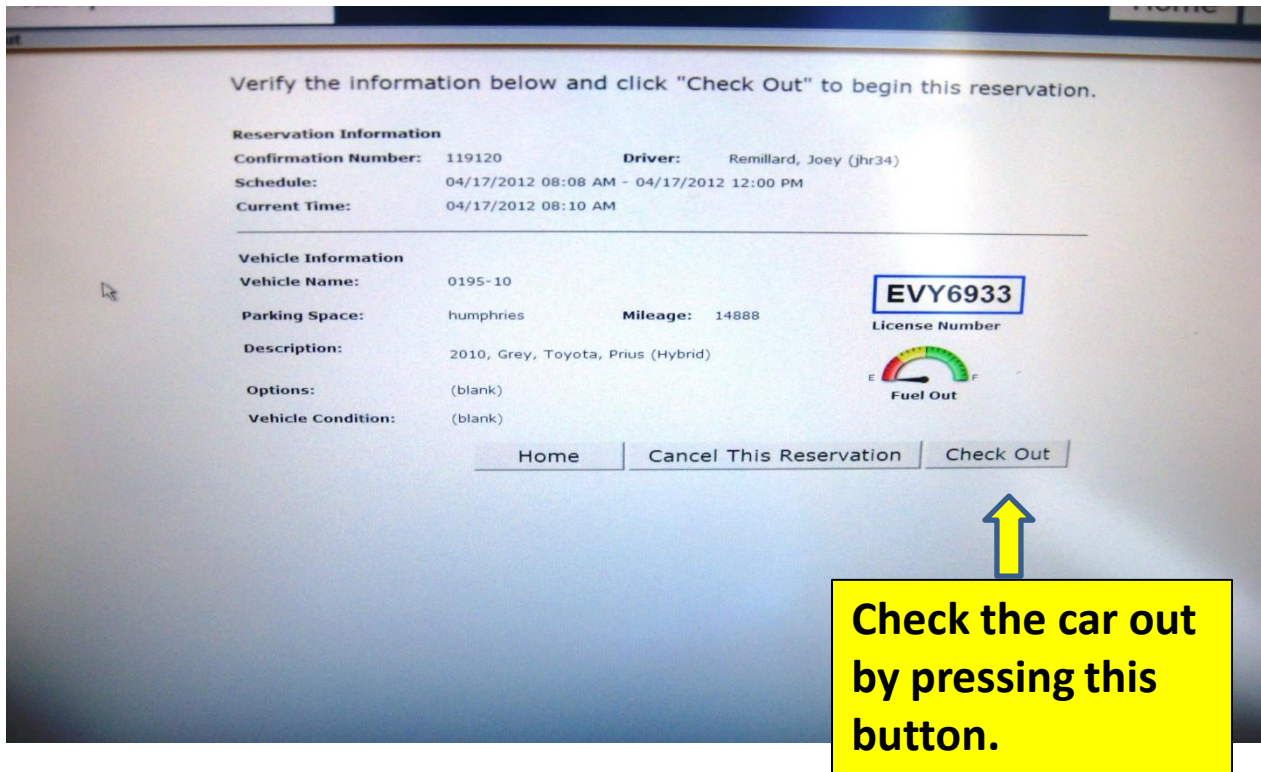 Home
Verify the information below and click "Check Out" to begin this reservation.
Reservation Information
Confirmation Number: 119120 Driver: Remillard, Joey (jhr34)
Schedule: 04/17/2012 08:08 AM - 04/17/2012 12:00 PM
Current Time: 04/17/2012 08:10 AM
Vehicle Information
Vehicle Name: 0195-10
EVY6933
Parking Space: humphries Mileage: 14888
License Number
Description: 2010, Grey, Toyota, Prius (Hybrid)
E F
Options: (blank)
Fuel Out
Vehicle Condition: (blank)
Home Cancel This Reservation Check Out
Check the car out
by pressing this
button.